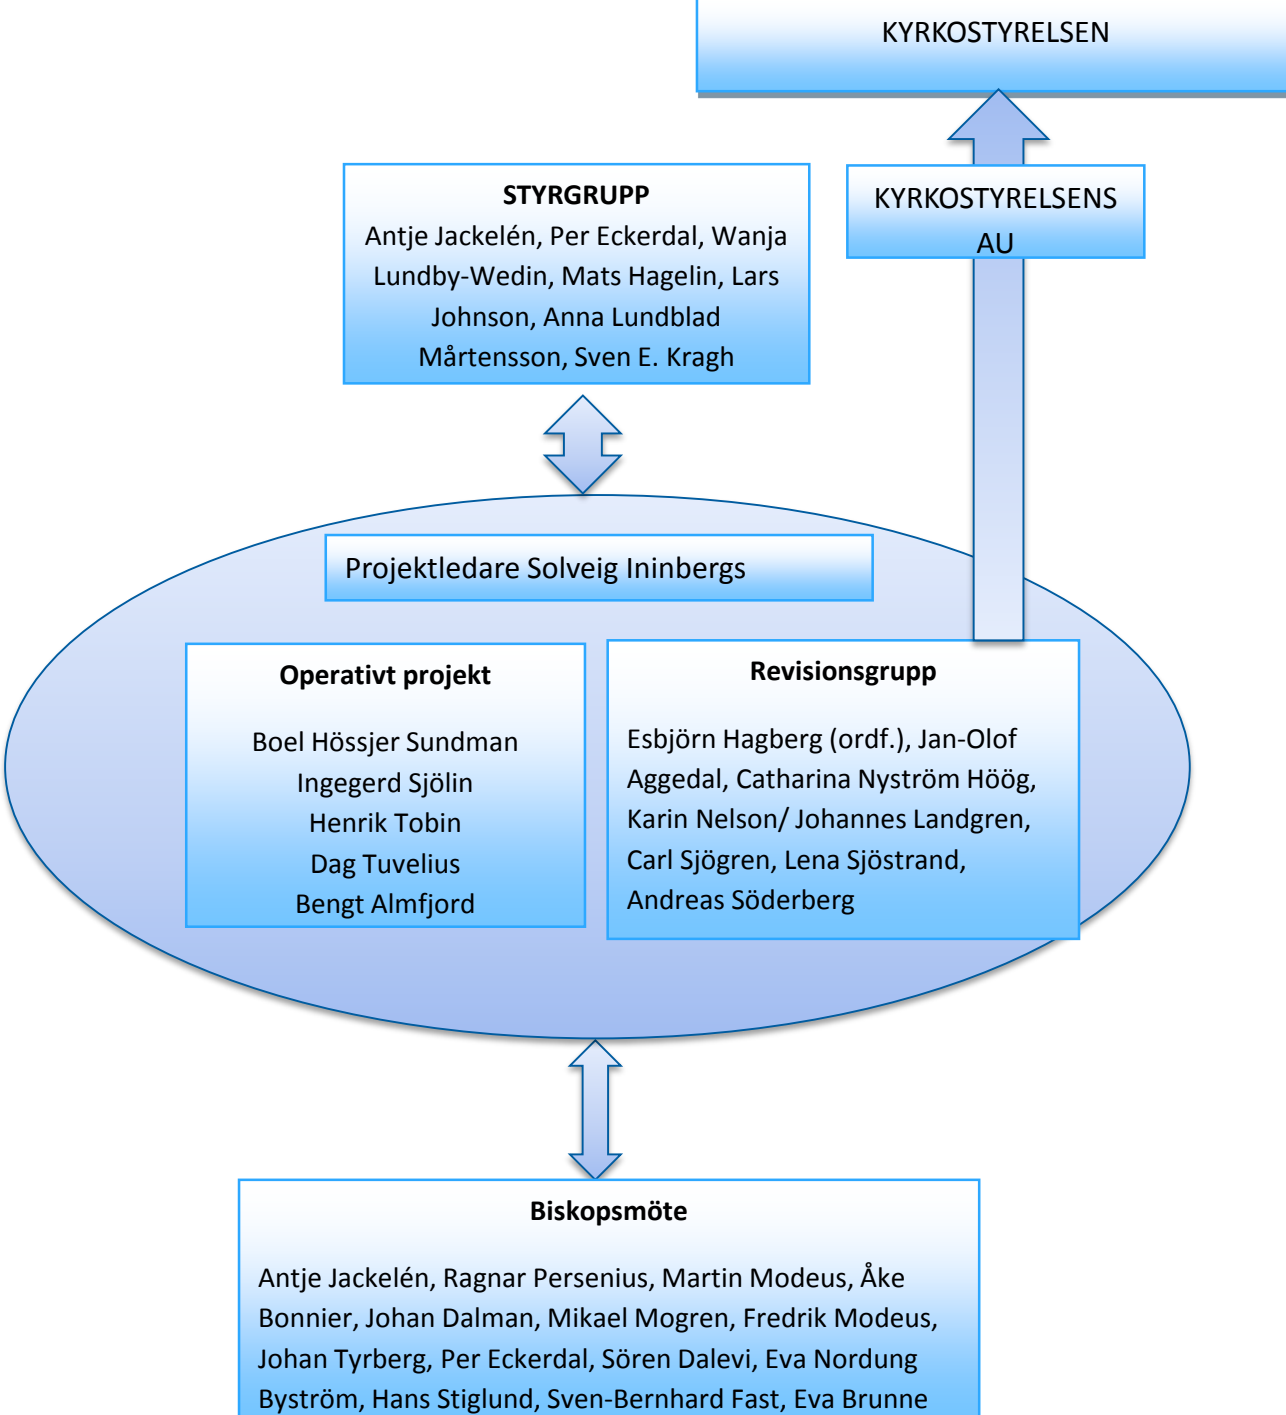 KYRKOSTYRELSEN
STYRGRUPP
Antje Jackelén, Per Eckerdal, Wanja
Lundby-Wedin, Mats Hagelin, Lars
Johnson, Anna Lundblad
Mårtensson, Sven E. Kragh
KYRKOSTYRELSENS
AU
Projektledare Solveig Ininbergs
Operativt projekt
Boel Hössjer Sundman
Ingegerd Sjölin
Henrik Tobin
Dag Tuvelius
Bengt Almfjord
Revisionsgrupp
Esbjörn Hagberg (ordf.), Jan-Olof
Aggedal, Catharina Nyström Höög,
Karin Nelson/ Johannes Landgren,
Carl Sjögren, Lena Sjöstrand,
Andreas Söderberg
Biskopsmöte
Antje Jackelén, Ragnar Persenius, Martin Modeus, Åke
Bonnier, Johan Dalman, Mikael Mogren, Fredrik Modeus,
Johan Tyrberg, Per Eckerdal, Sören Dalevi, Eva Nordung
Byström, Hans Stiglund, Sven-Bernhard Fast, Eva Brunne